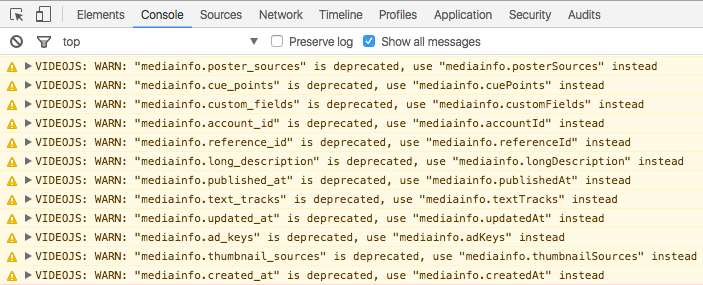 Elements Console Sources Network Timeline Profiles Application Security Audits
top Preserve log Show all messages
VIDEOJS: WARN: "mediainfo.poster_sources" is deprecated, use "mediainfo.posterSources" instead
VIDEOJS: WARN: "mediainfo.cue_points" is deprecated, use "mediainfo.cuePoints" instead
VIDEOJS: WARN: "mediainfo.custom_fields" is deprecated, use "mediainfo.customFields" instead
VIDEOJS: WARN: "mediainfo.account_id" is deprecated, use "mediainfo.accountId" instead
VIDEOJS: WARN: "mediainfo.reference_id" is deprecated, use "mediainfo.referenceId" instead
VIDEOJS: WARN: "mediainfo.long_description" is deprecated, use "mediainfo.longDescription" instead
VIDEOJS: WARN: "mediainfo.published_at" is deprecated, use "mediainfo.publishedAt" instead
VIDEOJS: WARN: "mediainfo.text_tracks" is deprecated, use "mediainfo.textTracks" instead
VIDEOJS: WARN: "mediainfo.updated_at" is deprecated, use "mediainfo.updatedAt" instead
VIDEOJS: WARN: "mediainfo.ad_keys" is deprecated, use "mediainfo.adKeys" instead
VIDEOJS: WARN: "mediainfo.thumbnail_sources" is deprecated, use "mediainfo.thumbnailSources" instead
VIDEOJS: WARN: "mediainfo.created_at" is deprecated, use "mediainfo.createdAt" instead